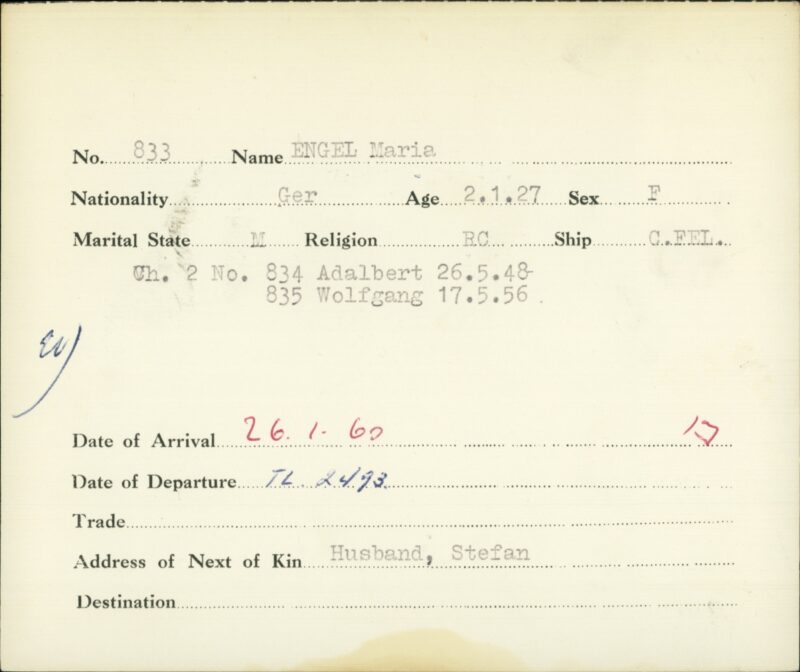 No. 833 Name ENGEL Maria
Nationality Ger Age 2.1.27 Sex F
Marital State M Religion RC Ship C.FEL.
Ch. 2 No. 834 Adalbert 26.5.48
835 Wolfgang 17.5.56
Date of Arrival 26.1.60
Date of Departure TL 2493
Trade
Address of Next of Kin Husband, Stefan
Destination